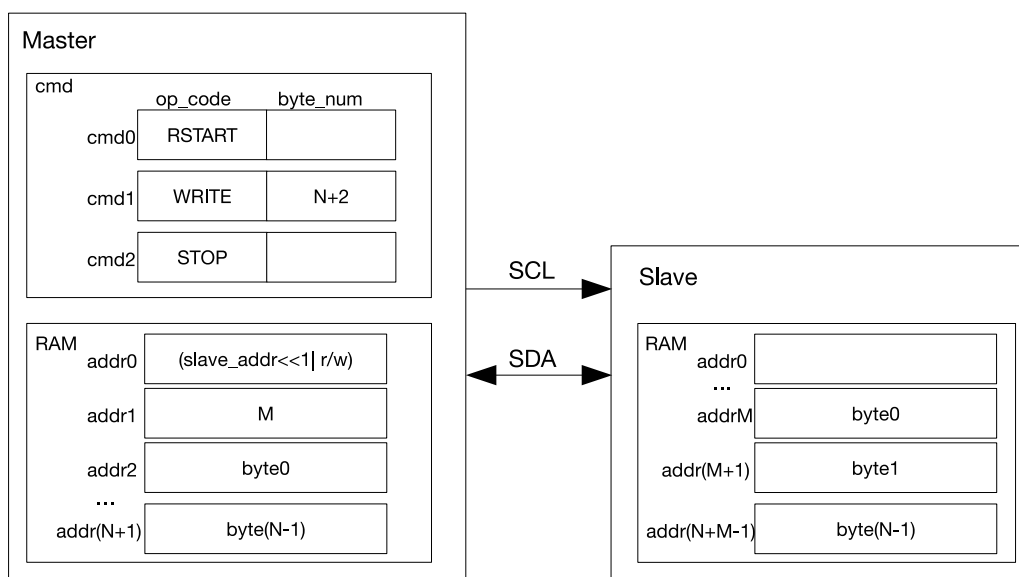 Master
cmd
op_code byte_num
cmd0 RSTART
cmd1 WRITE N+2
cmd2 STOP
RAM
addr0 (slave_addr<<1| r/w)
addr1 M
addr2 byte0
...
addr(N+1) byte(N-1)
SCL
SDA
Slave
RAM
addr0
...
addrM byte0
addr(M+1) byte1
addr(N+M-1) byte(N-1)